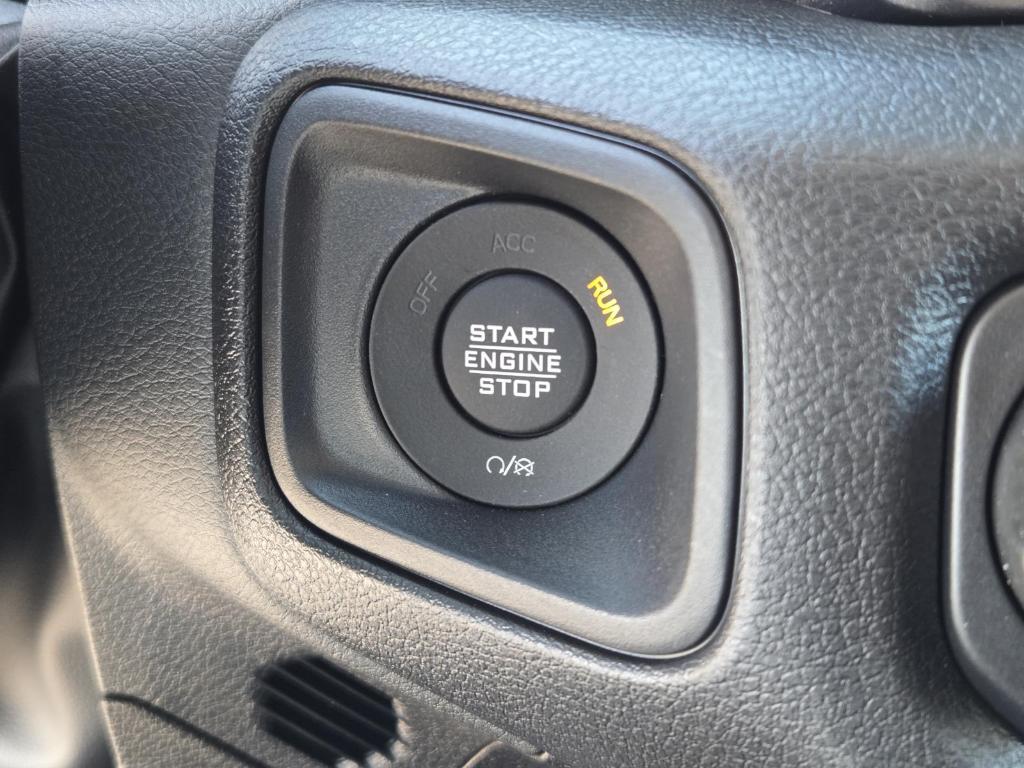 OFF
ACC
RUN
START
ENGINE
STOP